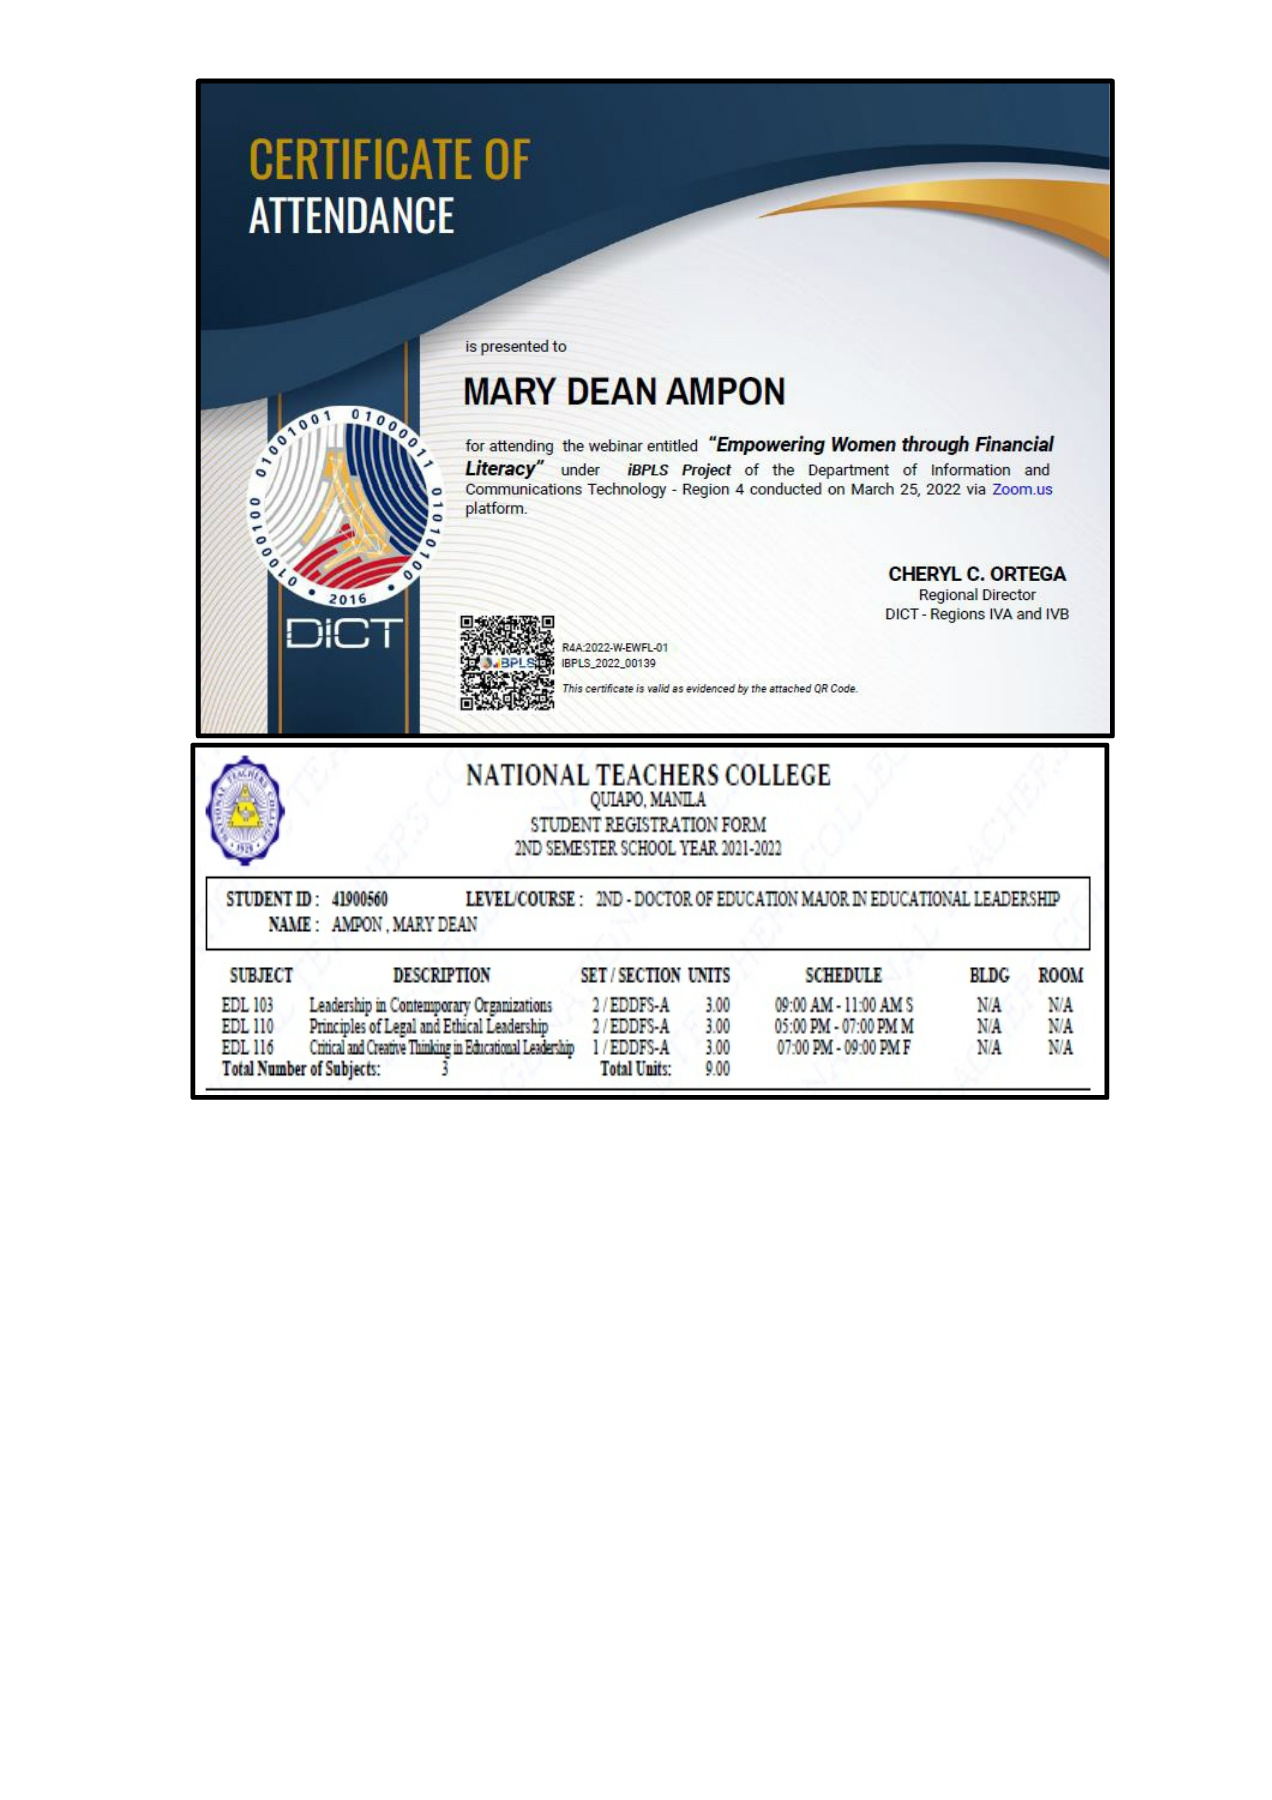 CERTIFICATE OF
ATTENDANCE
is presented to
MARY DEAN AMPON
for attending the webinar entitled "Empowering Women through Financial
Literacy" under iBPLS Project of the Department of Information and
Communications Technology - Region 4 conducted on March 25, 2022 via Zoom.us
platform.
CHERYL C. ORTEGA
Regional Director
DICT - Regions IVA and IVB
01000100 01001001 01000011 01010100
2016
DICT
BPLS
R4A:2022-W-EWFL-01
IBPLS_2022_00139
This certificate is valid as evidenced by the attached QR Code.
NATIONAL TEACHERS COLLEGE
QUIAPO, MANILA
STUDENT REGISTRATION FORM
2ND SEMESTER SCHOOL YEAR 2021-2022
NATIONAL TEACHERS COLLEGE
1928
STUDENT ID : 41900560 LEVEL/COURSE : 2ND - DOCTOR OF EDUCATION MAJOR IN EDUCATIONAL LEADERSHIP
NAME : AMPON , MARY DEAN
SUBJECT DESCRIPTION SET / SECTION UNITS SCHEDULE BLDG ROOM
EDL 103 Leadership in Contemporary Organizations 2 / EDDFS-A 3.00 09:00 AM - 11:00 AM S N/A N/A
EDL 110 Principles of Legal and Ethical Leadership 2 / EDDFS-A 3.00 05:00 PM - 07:00 PM M N/A N/A
EDL 116 Critical and Creative Thinking in Educational Leadership 1 / EDDFS-A 3.00 07:00 PM - 09:00 PM F N/A N/A
Total Number of Subjects: 3 Total Units: 9.00